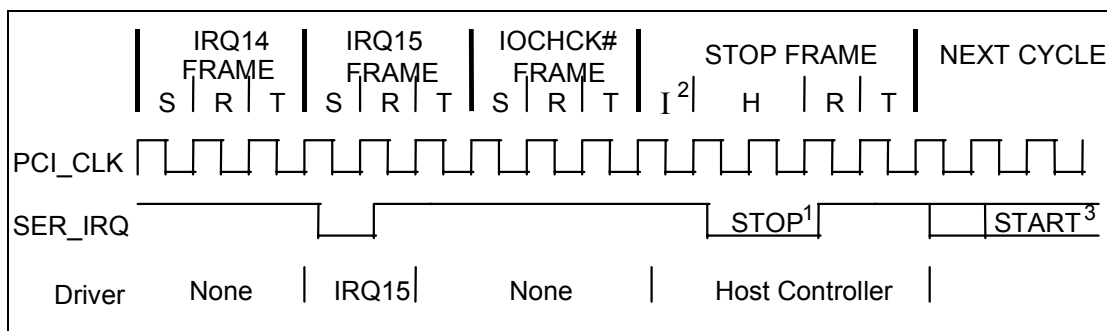 IRQ14 FRAME
IRQ15 FRAME
IOCHCK# FRAME
STOP FRAME
NEXT CYCLE
S R T S R T S R T I 2 H R T
PCI_CLK
SER_IRQ STOP1 START3
Driver None IRQ15 None Host Controller